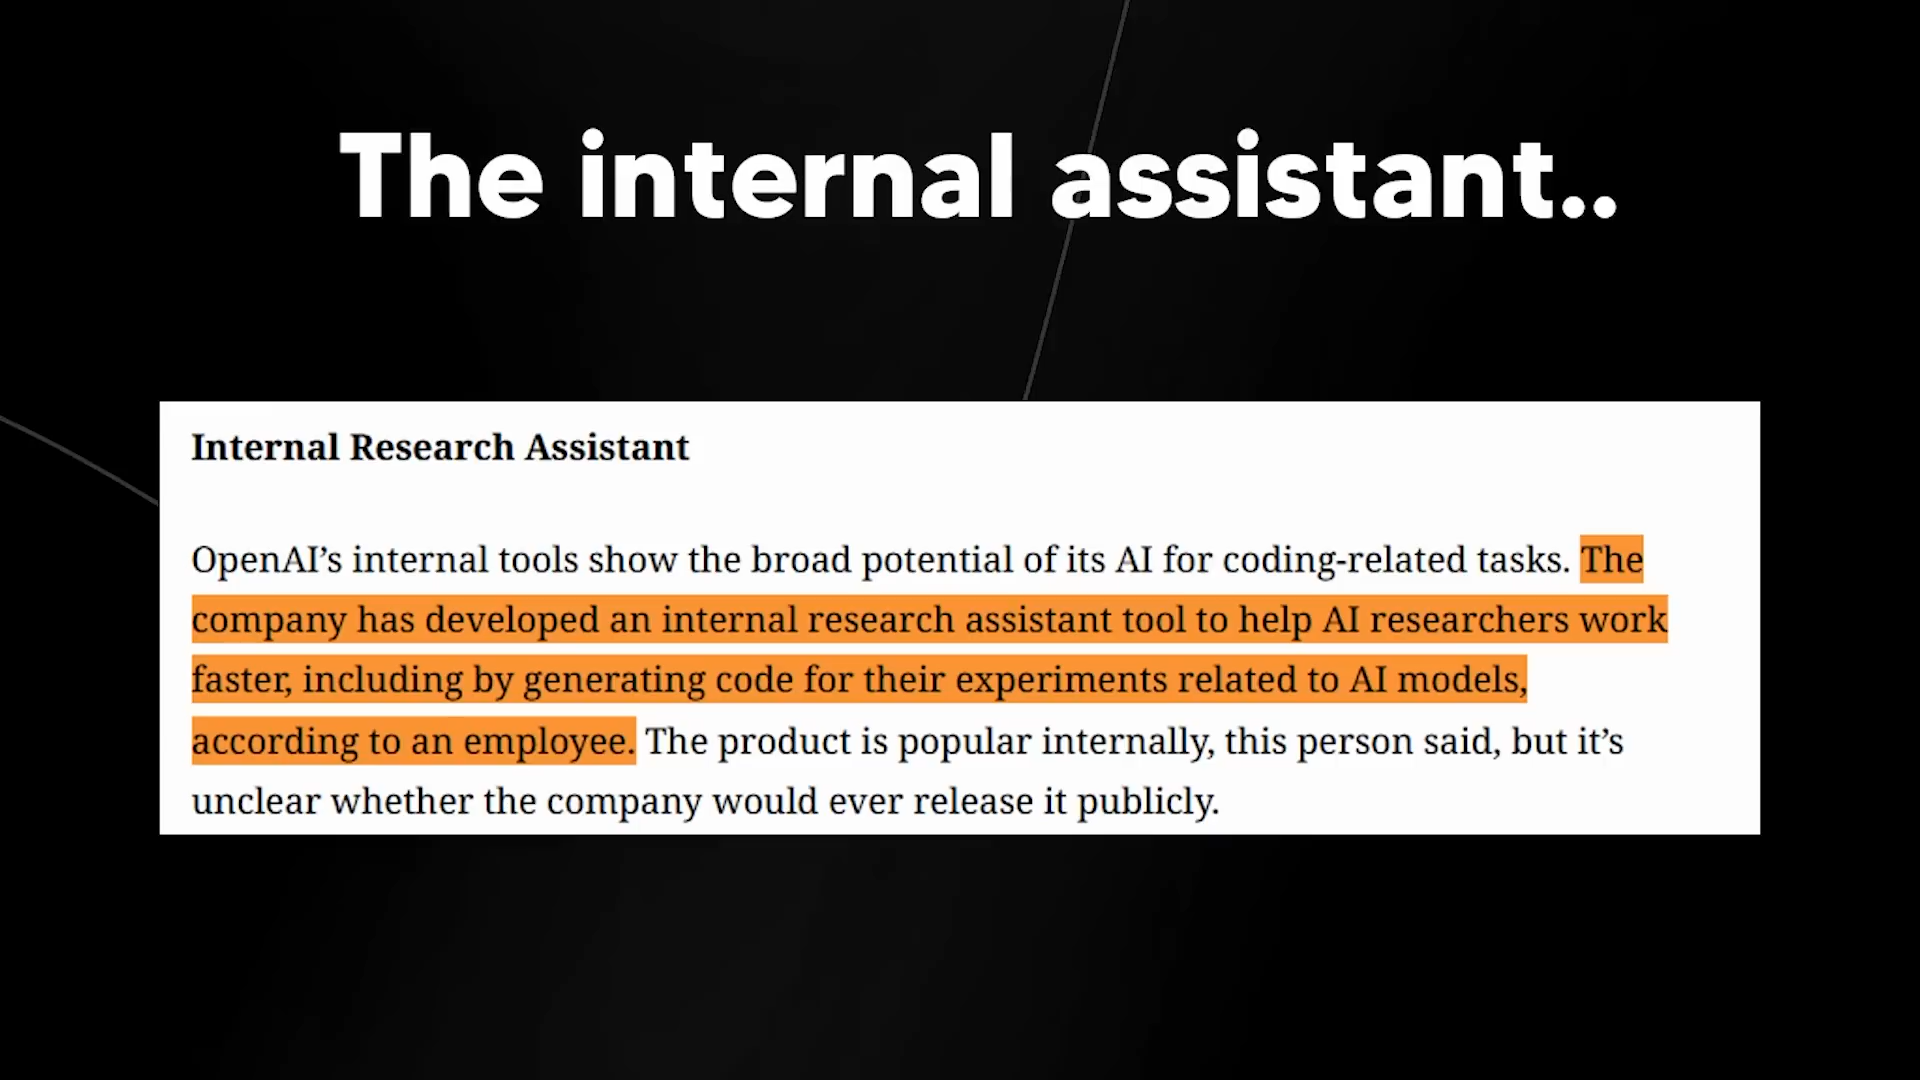 The internal assistant..
Internal Research Assistant
OpenAI’s internal tools show the broad potential of its AI for coding-related tasks. The
company has developed an internal research assistant tool to help AI researchers work
faster, including by generating code for their experiments related to AI models,
according to an employee. The product is popular internally, this person said, but it’s
unclear whether the company would ever release it publicly.